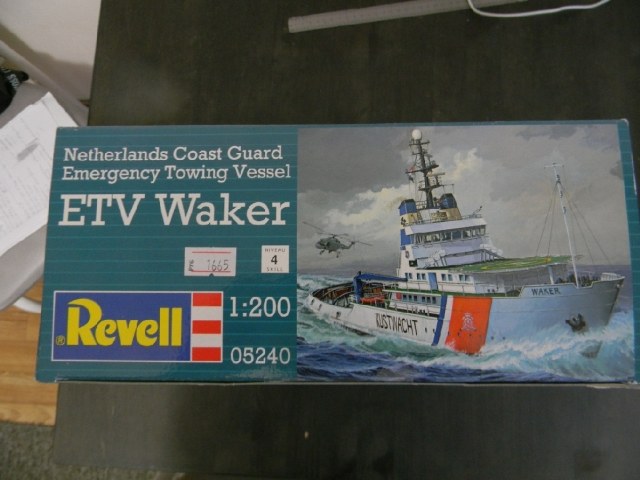 Netherlands Coast Guard
Emergency Towing Vessel
ETV Waker
1665
NIVEAU
4
SKILL
®Revell
1:200
05240
WAKER
KUSTWACHT